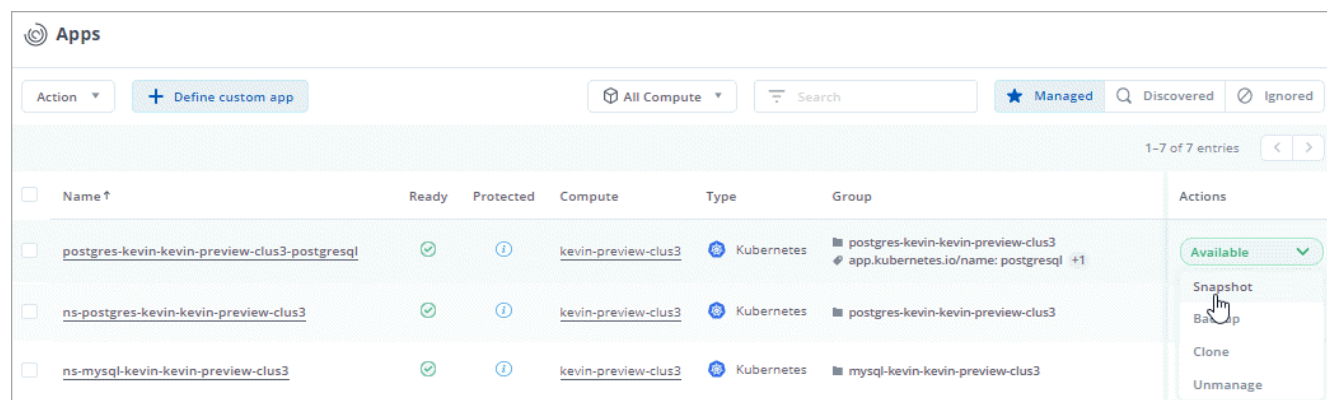 Apps
Action
+ Define custom app
All Compute
Search
Managed
Discovered
Ignored
1–7 of 7 entries
Name↑ Ready Protected Compute Type Group Actions
postgres-kevin-kevin-preview-clus3-postgresql kevin-preview-clus3 Kubernetes postgres-kevin-kevin-preview-clus3 Available
app.kubernetes.io/name: postgresql +1
Snapshot
ns-postgres-kevin-kevin-preview-clus3 kevin-preview-clus3 Kubernetes postgres-kevin-kevin-preview-clus3
Backup
Clone
ns-mysql-kevin-kevin-preview-clus3 kevin-preview-clus3 Kubernetes mysql-kevin-kevin-preview-clus3
Unmanage